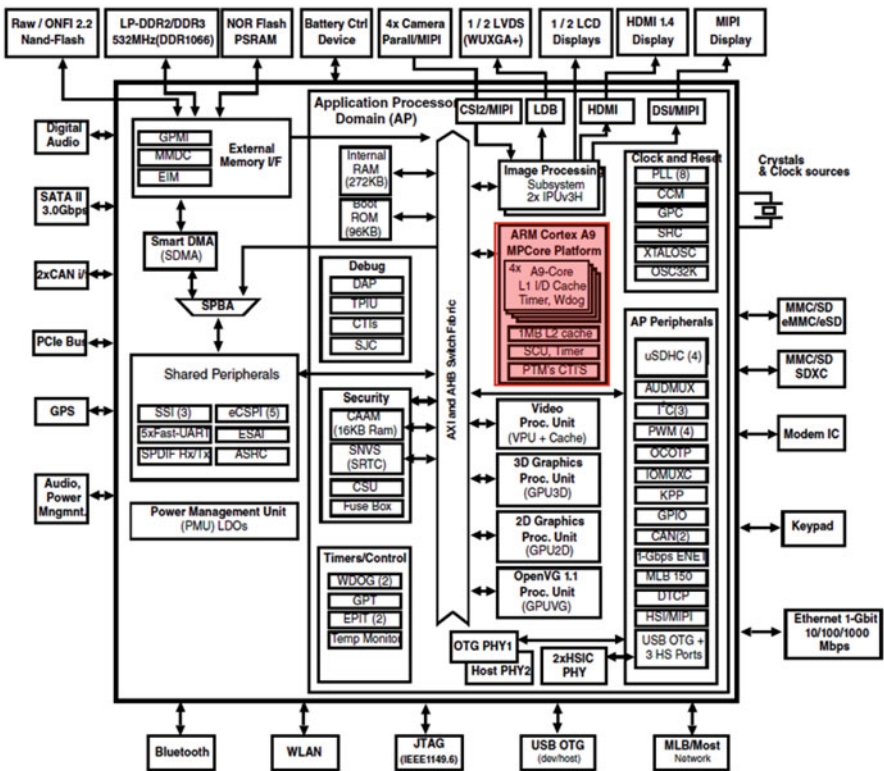 Raw / ONFI 2.2
Nand-Flash
LP-DDR2/DDR3
532MHz(DDR1066)
NOR Flash
PSRAM
Battery Ctrl
Device
4x Camera
Parall/MIPI
1 / 2 LVDS
(WUXGA+)
1 / 2 LCD
Displays
HDMI 1.4
Display
MIPI
Display
Digital
Audio
SATA II
3.0Gbps
2xCAN i/
PCIe Bus
GPS
Audio,
Power
Mngmnt.
External
Memory I/F
GPMI
MMDC
EIM
Smart DMA
(SDMA)
SPBA
Shared Peripherals
SSI (3)
eCSPI (5)
5xFast-UART
ESAI
SPDIF Rx/Tx
ASRC
Power Management Unit
(PMU) LDOs
Application Processor
Domain (AP)
Internal
RAM
(272KB)
Boot
ROM
(96KB)
Debug
DAP
TPIU
CTIs
SJC
Security
CAAM
(16KB Ram)
SNVS
(SRTC)
CSU
Fuse Box
Timers/Control
WDOG (2)
GPT
EPIT (2)
Temp Monitor
AXI and AHB Switch Fabric
CSI2/MIPI
LDB
HDMI
DSI/MIPI
Image Processing
Subsystem
2x IPUv3H
ARM Cortex A9
MPCore Platform
4x
A9-Core
L1 I/D Cache
Timer, Wdog
1MB L2 cache
SCU, Timer
PTM's CTI'S
Video
Proc. Unit
(VPU + Cache)
3D Graphics
Proc. Unit
(GPU3D)
2D Graphics
Proc. Unit
(GPU2D)
OpenVG 1.1
Proc. Unit
(GPUVG)
OTG PHY1
Host PHY2
2xHSIC
PHY
Clock and Reset
PLL (8)
CCM
GPC
SRC
XTALOSC
OSC32K
AP Peripherals
uSDHC (4)
AUDMUX
I²C(3)
PWM (4)
OCOTP
IOMUXC
KPP
GPIO
CAN(2)
1-Gbps ENET
MLB 150
DTCP
HSI/MIPI
USB OTG +
3 HS Ports
Crystals
& Clock sources
MMC/SD
eMMC/eSD
MMC/SD
SDXC
Modem IC
Keypad
Ethernet 1-Gbit
10/100/1000
Mbps
Bluetooth
WLAN
JTAG
(IEEE1149.6)
USB OTG
(dev/host)
MLB/Most
Network